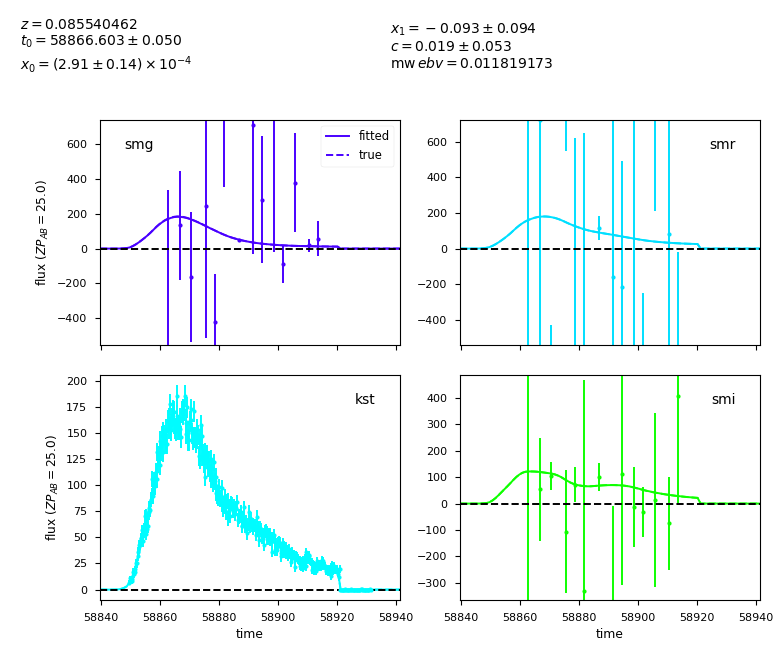 z = 0.085540462
t₀ = 58866.603 ± 0.050
x₀ = (2.91 ± 0.14) × 10⁻⁴
x₁ = −0.093 ± 0.094
c = 0.019 ± 0.053
mw ebv = 0.011819173
smg
fitted
true
600
400
200
0
−200
−400
flux (ZP_AB = 25.0)
smr
600
400
200
0
−200
−400
kst
200
175
150
125
100
75
50
25
0
flux (ZP_AB = 25.0)
58840 58860 58880 58900 58920 58940
time
smi
400
300
200
100
0
−100
−200
−300
58840 58860 58880 58900 58920 58940
time